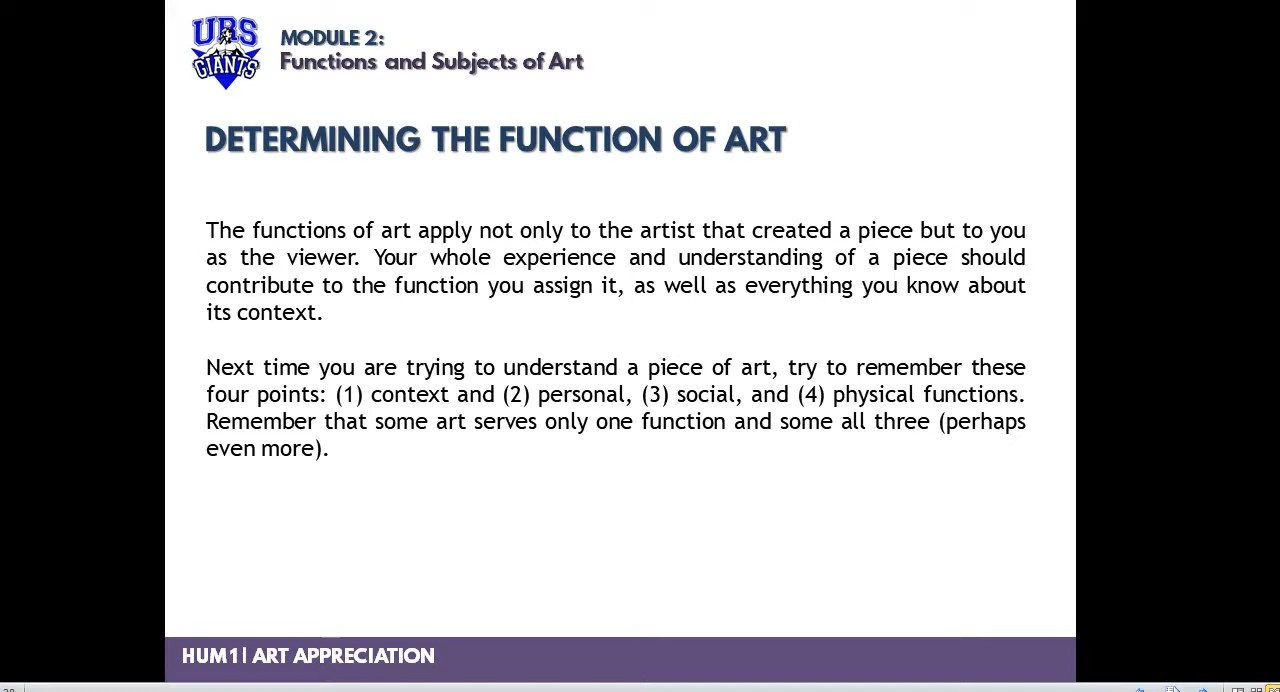 URS
GIANTS
MODULE 2:
Functions and Subjects of Art
DETERMINING THE FUNCTION OF ART
The functions of art apply not only to the artist that created a piece but to you
as the viewer. Your whole experience and understanding of a piece should
contribute to the function you assign it, as well as everything you know about
its context.
Next time you are trying to understand a piece of art, try to remember these
four points: (1) context and (2) personal, (3) social, and (4) physical functions.
Remember that some art serves only one function and some all three (perhaps
even more).
HUM1| ART APPRECIATION